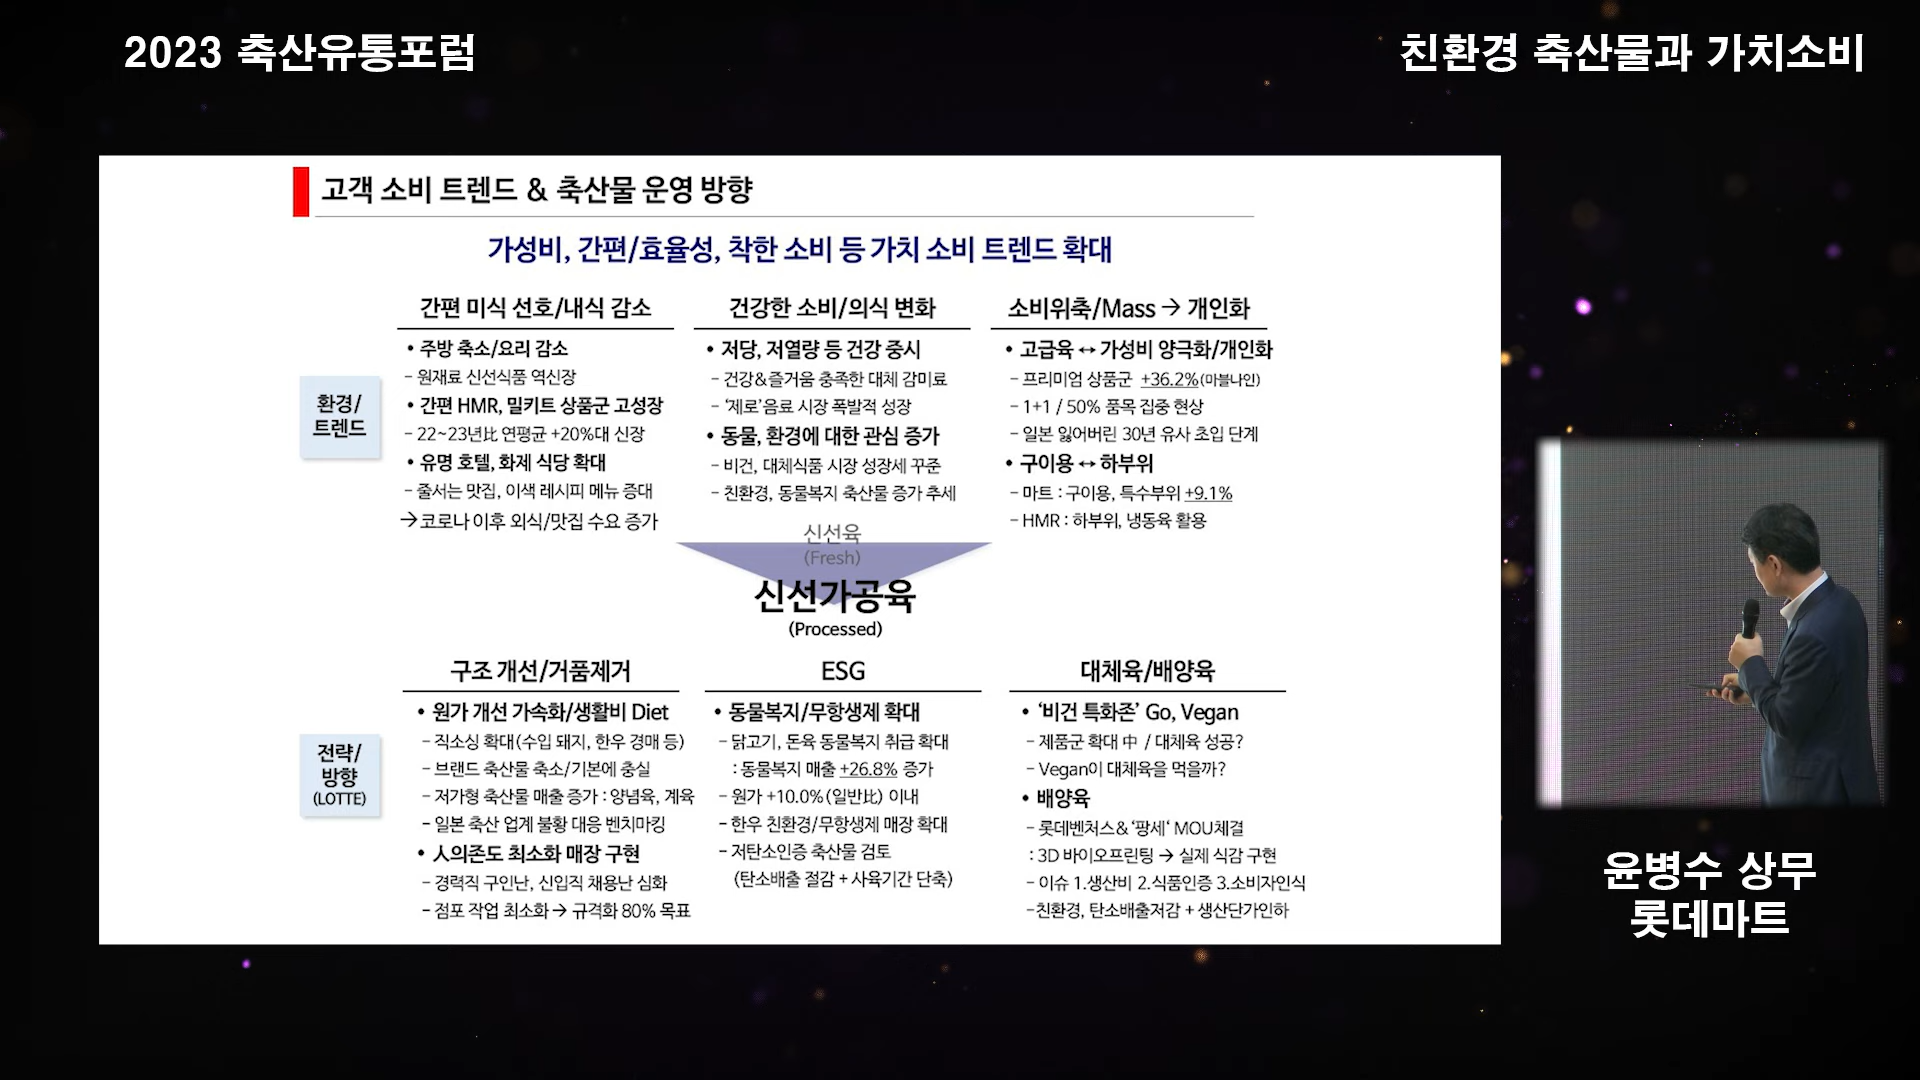 2023 축산유통포럼
친환경 축산물과 가치소비
고객 소비 트렌드 & 축산물 운영 방향
가성비, 간편/효율성, 착한 소비 등 가치 소비 트렌드 확대
환경/
트렌드
간편 미식 선호/내식 감소
• 주방 축소/요리 감소
- 원재료 신선식품 역신장
• 간편 HMR, 밀키트 상품군 고성장
- 22~23년比 연평균 +20%대 신장
• 유명 호텔, 화제 식당 확대
- 줄서는 맛집, 이색 레시피 메뉴 증대
→코로나 이후 외식/맛집 수요 증가
건강한 소비/의식 변화
• 저당, 저열량 등 건강 중시
- 건강&즐거움 충족한 대체 감미료
- ‘제로’음료 시장 폭발적 성장
• 동물, 환경에 대한 관심 증가
- 비건, 대체식품 시장 성장세 꾸준
- 친환경, 동물복지 축산물 증가 추세
소비위축/Mass → 개인화
• 고급육 ↔ 가성비 양극화/개인화
- 프리미엄 상품군 +36.2%(마블나인)
- 1+1 / 50% 품목 집중 현상
- 일본 잃어버린 30년 유사 초입 단계
• 구이용 ↔ 하부위
- 마트 : 구이용, 특수부위 +9.1%
- HMR : 하부위, 냉동육 활용
신선육
(Fresh)
신선가공육
(Processed)
전략/
방향
(LOTTE)
구조 개선/거품제거
• 원가 개선 가속화/생활비 Diet
- 직소싱 확대(수입 돼지, 한우 경매 등)
- 브랜드 축산물 축소/기본에 충실
- 저가형 축산물 매출 증가 : 양념육, 계육
- 일본 축산 업계 불황 대응 벤치마킹
• 人의존도 최소화 매장 구현
- 경력직 구인난, 신입직 채용난 심화
- 점포 작업 최소화 → 규격화 80% 목표
ESG
• 동물복지/무항생제 확대
- 닭고기, 돈육 동물복지 취급 확대
: 동물복지 매출 +26.8% 증가
- 원가 +10.0%(일반比) 이내
- 한우 친환경/무항생제 매장 확대
- 저탄소인증 축산물 검토
(탄소배출 절감 + 사육기간 단축)
대체육/배양육
• ‘비건 특화존’ Go, Vegan
- 제품군 확대 中 / 대체육 성공?
- Vegan이 대체육을 먹을까?
• 배양육
- 롯데벤처스& ‘팡세‘ MOU체결
: 3D 바이오프린팅 → 실제 식감 구현
- 이슈 1.생산비 2.식품인증 3.소비자인식
-친환경, 탄소배출저감 + 생산단가인하
윤병수 상무
롯데마트